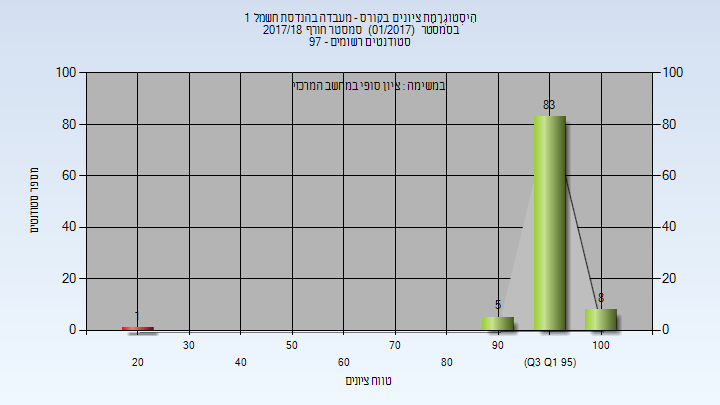 הִיסְטוֹגְרָמַת ציונים בקורס - מעבדה בהנדסת חשמל 1
בסמסטר (01/2017) סמסטר חורף 2017/18
סטודנטים רשומים - 97
במשימה : ציון סופי במחשב המרכזי
100 100
80 80
60 60
40 40
20 20
0 0
מספר סטודנטים
1 5 83 8
20 30 40 50 60 70 80 90 (Q3 Q1 95) 100
טווח ציונים